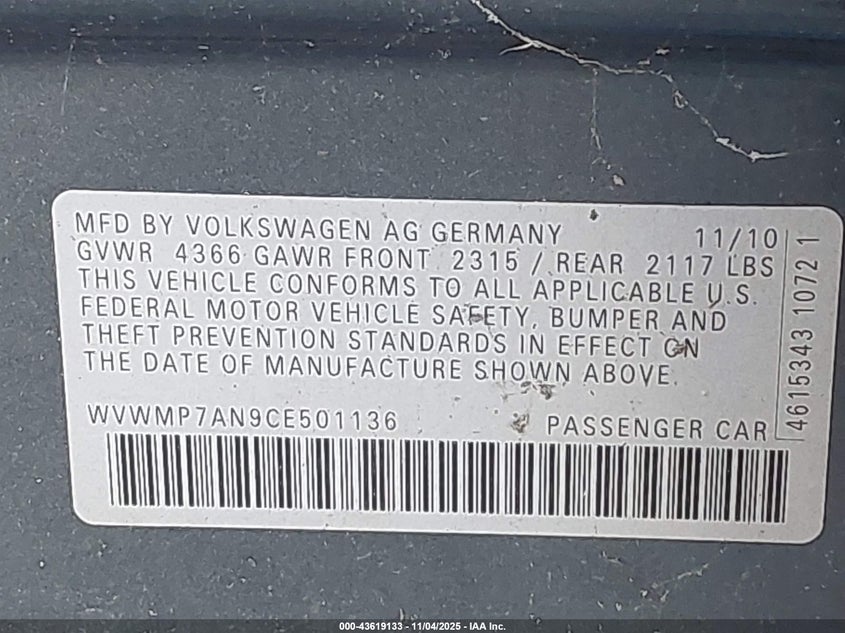 MFD BY VOLKSWAGEN AG GERMANY 11/10
GVWR 4366 GAWR FRONT 2315 / REAR 2117 LBS
THIS VEHICLE CONFORMS TO ALL APPLICABLE U.S.
FEDERAL MOTOR VEHICLE SAFETY, BUMPER AND
THEFT PREVENTION STANDARDS IN EFFECT ON
THE DATE OF MANUFACTURE SHOWN ABOVE.
WVWMP7AN9CE501136 PASSENGER CAR
4615343 10721
000-43619133 - 11/04/2025 - IAA Inc.